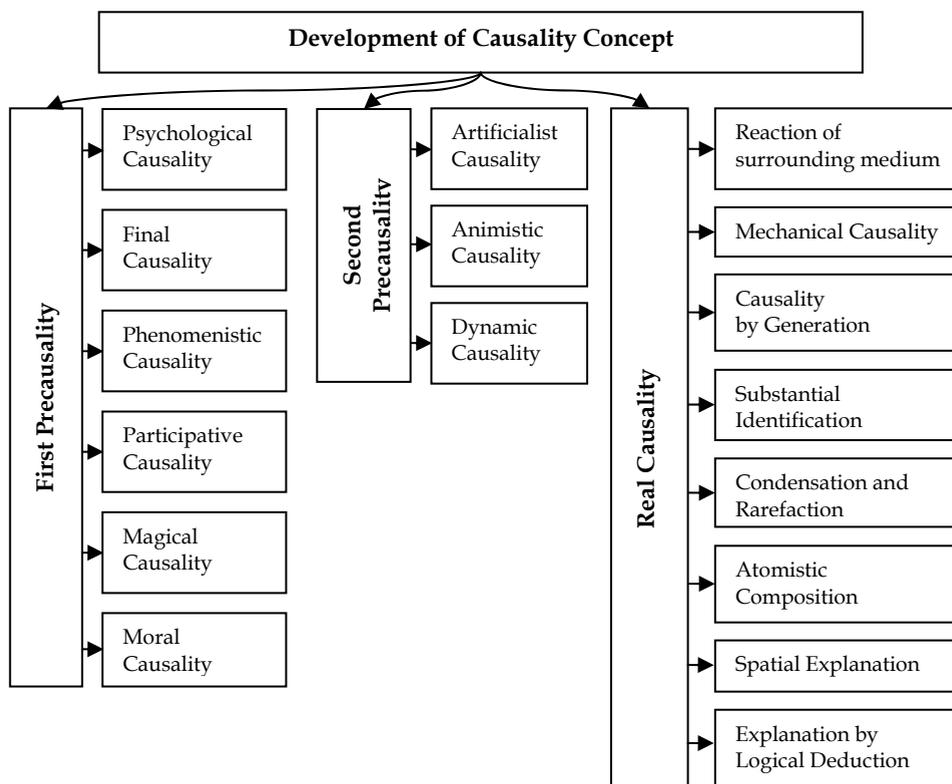 Development of Causality Concept
First Precausality
Psychological
Causality
Final
Causality
Phenomenistic
Causality
Participative
Causality
Magical
Causality
Moral
Causality
Second
Precausality
Artificialist
Causality
Animistic
Causality
Dynamic
Causality
Real Causality
Reaction of
surrounding medium
Mechanical Causality
Causality
by Generation
Substantial
Identification
Condensation and
Rarefaction
Atomistic
Composition
Spatial Explanation
Explanation by
Logical Deduction